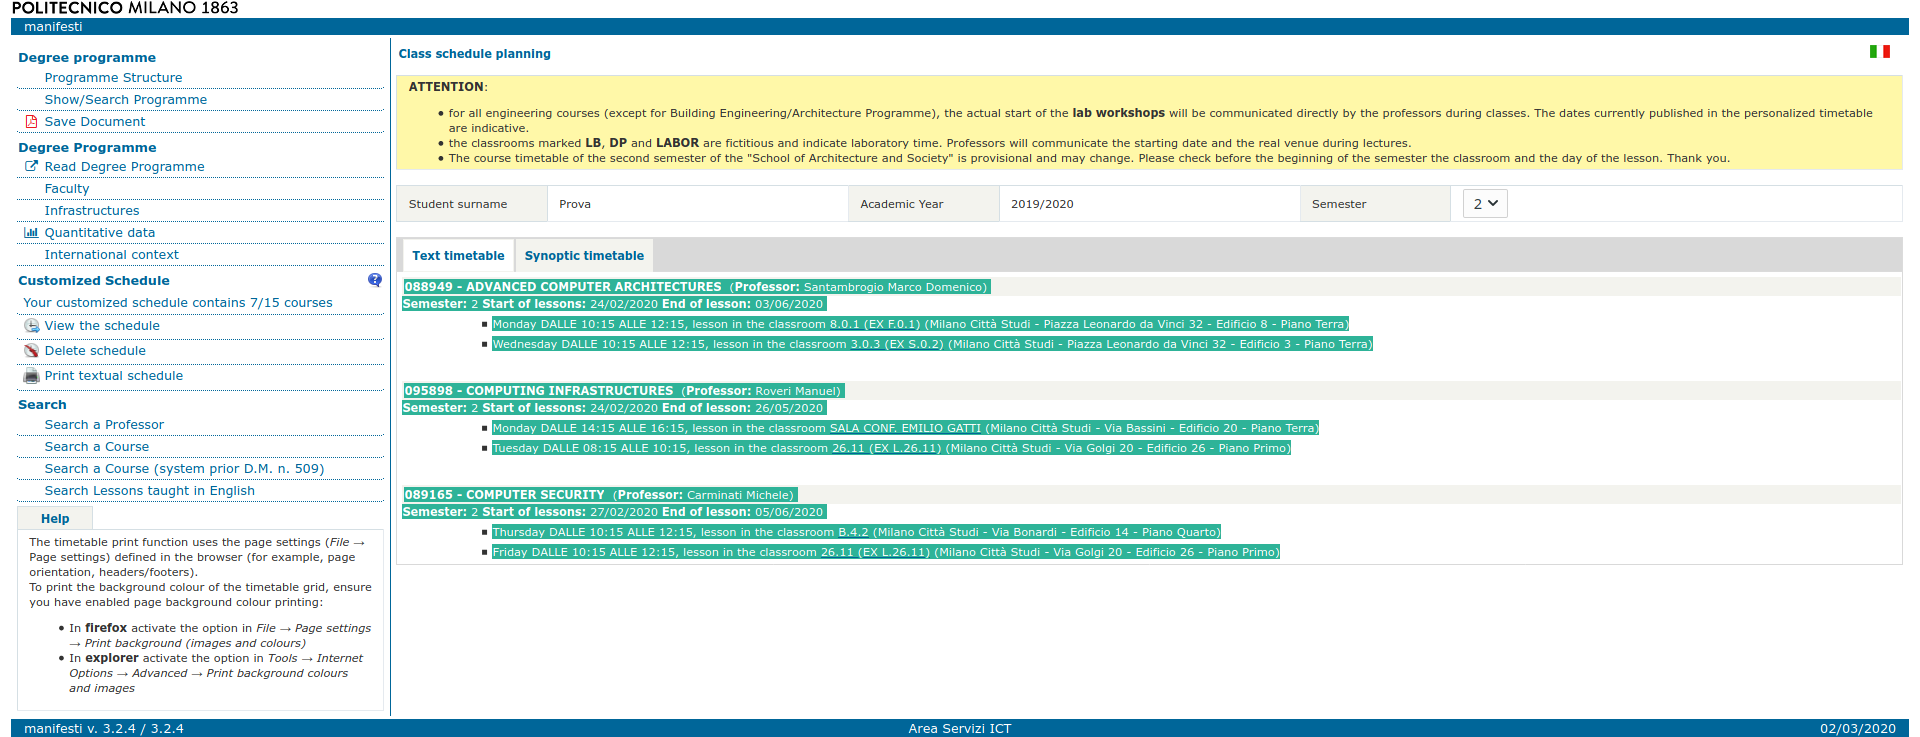 POLITECNICO MILANO 1863
manifesti
Degree programme
Programme Structure
Show/Search Programme
Save Document
Degree Programme
Read Degree Programme
Faculty
Infrastructures
Quantitative data
International context
Customized Schedule
Your customized schedule contains 7/15 courses
View the schedule
Delete schedule
Print textual schedule
Search
Search a Professor
Search a Course
Search a Course (system prior D.M. n. 509)
Search Lessons taught in English
Help
The timetable print function uses the page settings (File →
Page settings) defined in the browser (for example, page
orientation, headers/footers).
To print the background colour of the timetable grid, ensure
you have enabled page background colour printing:
• In firefox activate the option in File → Page settings
→ Print background (images and colours)
• In explorer activate the option in Tools → Internet
Options → Advanced → Print background colours
and images
Class schedule planning
ATTENTION:
• for all engineering courses (except for Building Engineering/Architecture Programme), the actual start of the lab workshops will be communicated directly by the professors during classes. The dates currently published in the personalized timetable
are indicative.
• the classrooms marked LB, DP and LABOR are fictitious and indicate laboratory time. Professors will communicate the starting date and the real venue during lectures.
• The course timetable of the second semester of the "School of Architecture and Society" is provisional and may change. Please check before the beginning of the semester the classroom and the day of the lesson. Thank you.
Student surname Prova Academic Year 2019/2020 Semester 2
Text timetable Synoptic timetable
088949 - ADVANCED COMPUTER ARCHITECTURES (Professor: Santambrogio Marco Domenico)
Semester: 2 Start of lessons: 24/02/2020 End of lesson: 03/06/2020
▪ Monday DALLE 10:15 ALLE 12:15, lesson in the classroom 8.0.1 (EX F.0.1) (Milano Città Studi - Piazza Leonardo da Vinci 32 - Edificio 8 - Piano Terra)
▪ Wednesday DALLE 10:15 ALLE 12:15, lesson in the classroom 3.0.3 (EX S.0.2) (Milano Città Studi - Piazza Leonardo da Vinci 32 - Edificio 3 - Piano Terra)
095898 - COMPUTING INFRASTRUCTURES (Professor: Roveri Manuel)
Semester: 2 Start of lessons: 24/02/2020 End of lesson: 26/05/2020
▪ Monday DALLE 14:15 ALLE 16:15, lesson in the classroom SALA CONF. EMILIO GATTI (Milano Città Studi - Via Bassini - Edificio 20 - Piano Terra)
▪ Tuesday DALLE 08:15 ALLE 10:15, lesson in the classroom 26.11 (EX L.26.11) (Milano Città Studi - Via Golgi 20 - Edificio 26 - Piano Primo)
089165 - COMPUTER SECURITY (Professor: Carminati Michele)
Semester: 2 Start of lessons: 27/02/2020 End of lesson: 05/06/2020
▪ Thursday DALLE 10:15 ALLE 12:15, lesson in the classroom B.4.2 (Milano Città Studi - Via Bonardi - Edificio 14 - Piano Quarto)
▪ Friday DALLE 10:15 ALLE 12:15, lesson in the classroom 26.11 (EX L.26.11) (Milano Città Studi - Via Golgi 20 - Edificio 26 - Piano Primo)
manifesti v. 3.2.4 / 3.2.4 Area Servizi ICT 02/03/2020